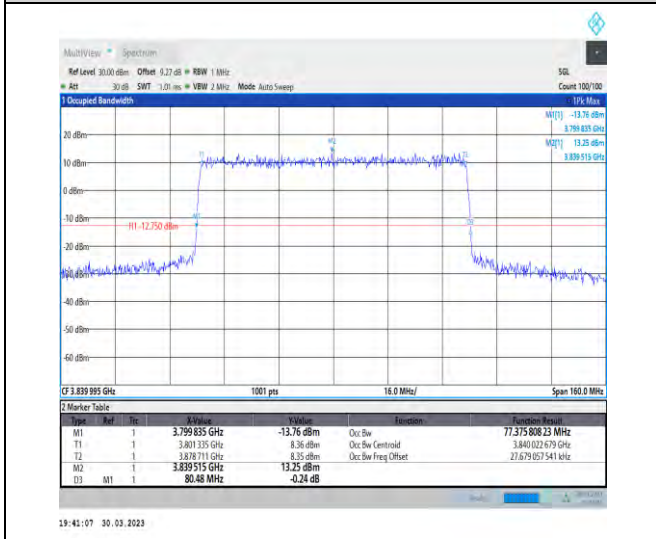 MultiView Spectrum
Ref Level 30.00 dBm Offset 9.27 dB RBW 1 MHz SGL
Att 30 dB SWT 1.01 ms VBW 2 MHz Mode Auto Sweep Count 100/100
1 Occupied Bandwidth 1Pk Max
M1[1] -13.76 dBm
3.799 835 GHz
M2[1] 13.25 dBm
3.839 515 GHz
20 dBm
M2
T1 T2
10 dBm
0 dBm
-10 dBm
M1
H1 -12.750 dBm
D3
-20 dBm
-40 dBm
-50 dBm
-60 dBm
CF 3.839 995 GHz 1001 pts 16.0 MHz/ Span 160.0 MHz
2 Marker Table
Type Ref Trc X-Value Y-Value Function Function Result
M1 1 3.799 835 GHz -13.76 dBm Occ Bw 77.375 808 23 MHz
T1 1 3.801 335 GHz 8.36 dBm Occ Bw Centroid 3.840 022 679 GHz
T2 1 3.878 711 GHz 8.35 dBm Occ Bw Freq Offset 27.679 057 541 kHz
M2 1 3.839 515 GHz 13.25 dBm
D3 M1 1 80.48 MHz -0.24 dB
19:41:07 30.03.2023